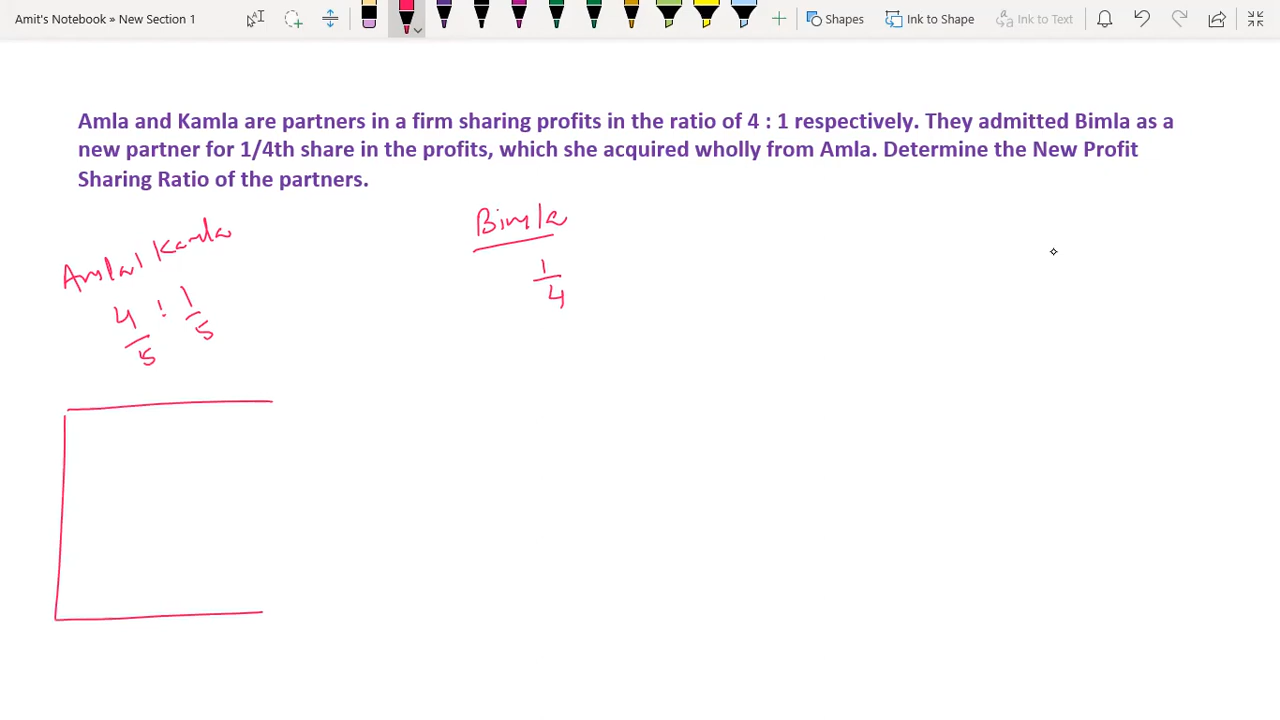 Amit's Notebook » New Section 1
Shapes
Ink to Shape
Ink to Text
Amla and Kamla are partners in a firm sharing profits in the ratio of 4 : 1 respectively. They admitted Bimla as a
new partner for 1/4th share in the profits, which she acquired wholly from Amla. Determine the New Profit
Sharing Ratio of the partners.
Amla, Kamla
4/5 : 1/5
Bimla
1/4